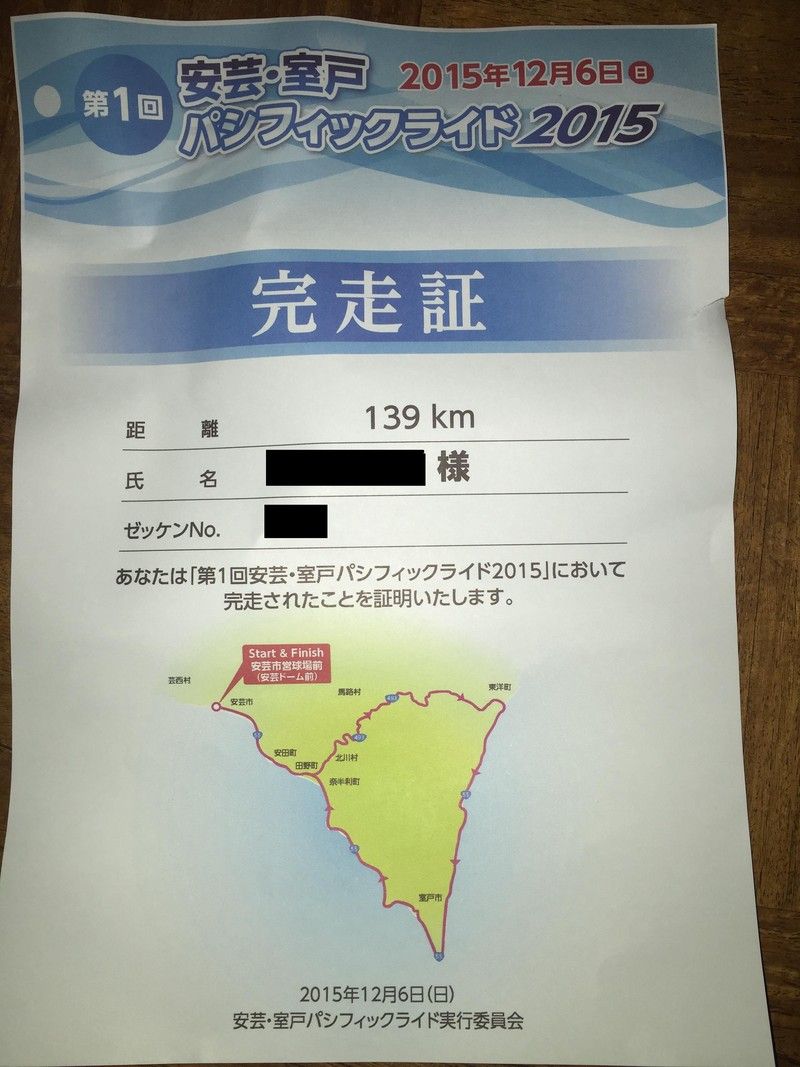 第1回
安芸・室戸
パシフィックライド2015
2015年12月6日日
完走証
距離 139 km
氏名 様
ゼッケンNo.
あなたは「第1回安芸・室戸パシフィックライド2015」において
完走されたことを証明いたします。
Start & Finish
安芸市営球場前
(安芸ドーム前)
芸西村
安芸市
馬路村
東洋町
安田町
田野町
北川村
奈半利町
室戸市
55
493
493
55
55
55
2015年12月6日(日)
安芸・室戸パシフィックライド実行委員会